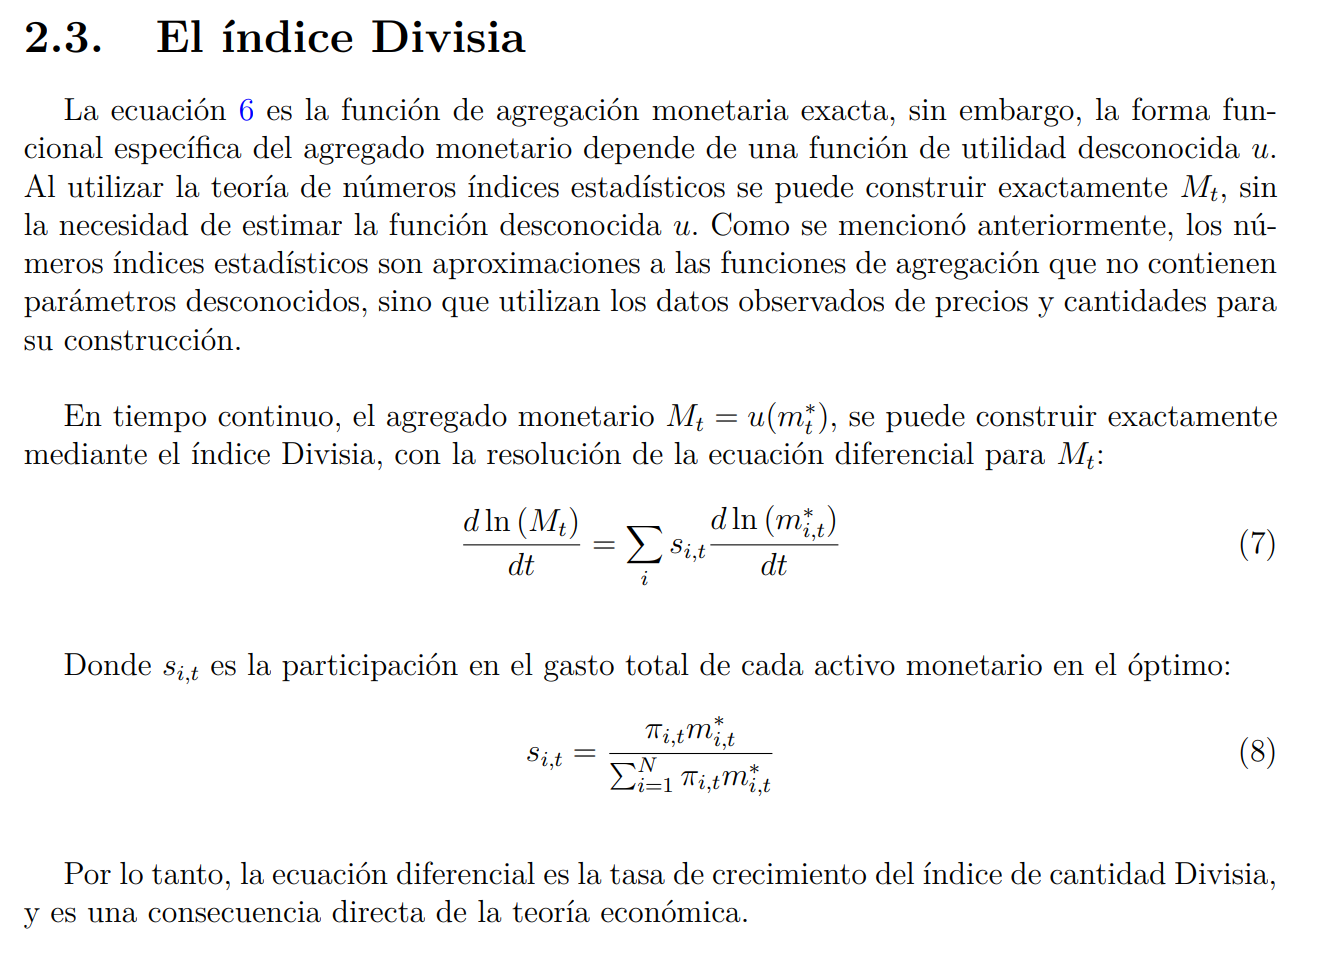 2.3. El índice Divisia
La ecuación 6 es la función de agregación monetaria exacta, sin embargo, la forma fun-
cional específica del agregado monetario depende de una función de utilidad desconocida u.
Al utilizar la teoría de números índices estadísticos se puede construir exactamente M_t, sin
la necesidad de estimar la función desconocida u. Como se mencionó anteriormente, los nú-
meros índices estadísticos son aproximaciones a las funciones de agregación que no contienen
parámetros desconocidos, sino que utilizan los datos observados de precios y cantidades para
su construcción.
En tiempo continuo, el agregado monetario M_t = u(m_t^*), se puede construir exactamente
mediante el índice Divisia, con la resolución de la ecuación diferencial para M_t:
\frac{d \ln (M_t)}{dt} = \sum_i s_{i,t} \frac{d \ln (m_{i,t}^*)}{dt} (7)
Donde s_{i,t} es la participación en el gasto total de cada activo monetario en el óptimo:
s_{i,t} = \frac{\pi_{i,t} m_{i,t}^*}{\sum_{i=1}^{N} \pi_{i,t} m_{i,t}^*} (8)
Por lo tanto, la ecuación diferencial es la tasa de crecimiento del índice de cantidad Divisia,
y es una consecuencia directa de la teoría económica.